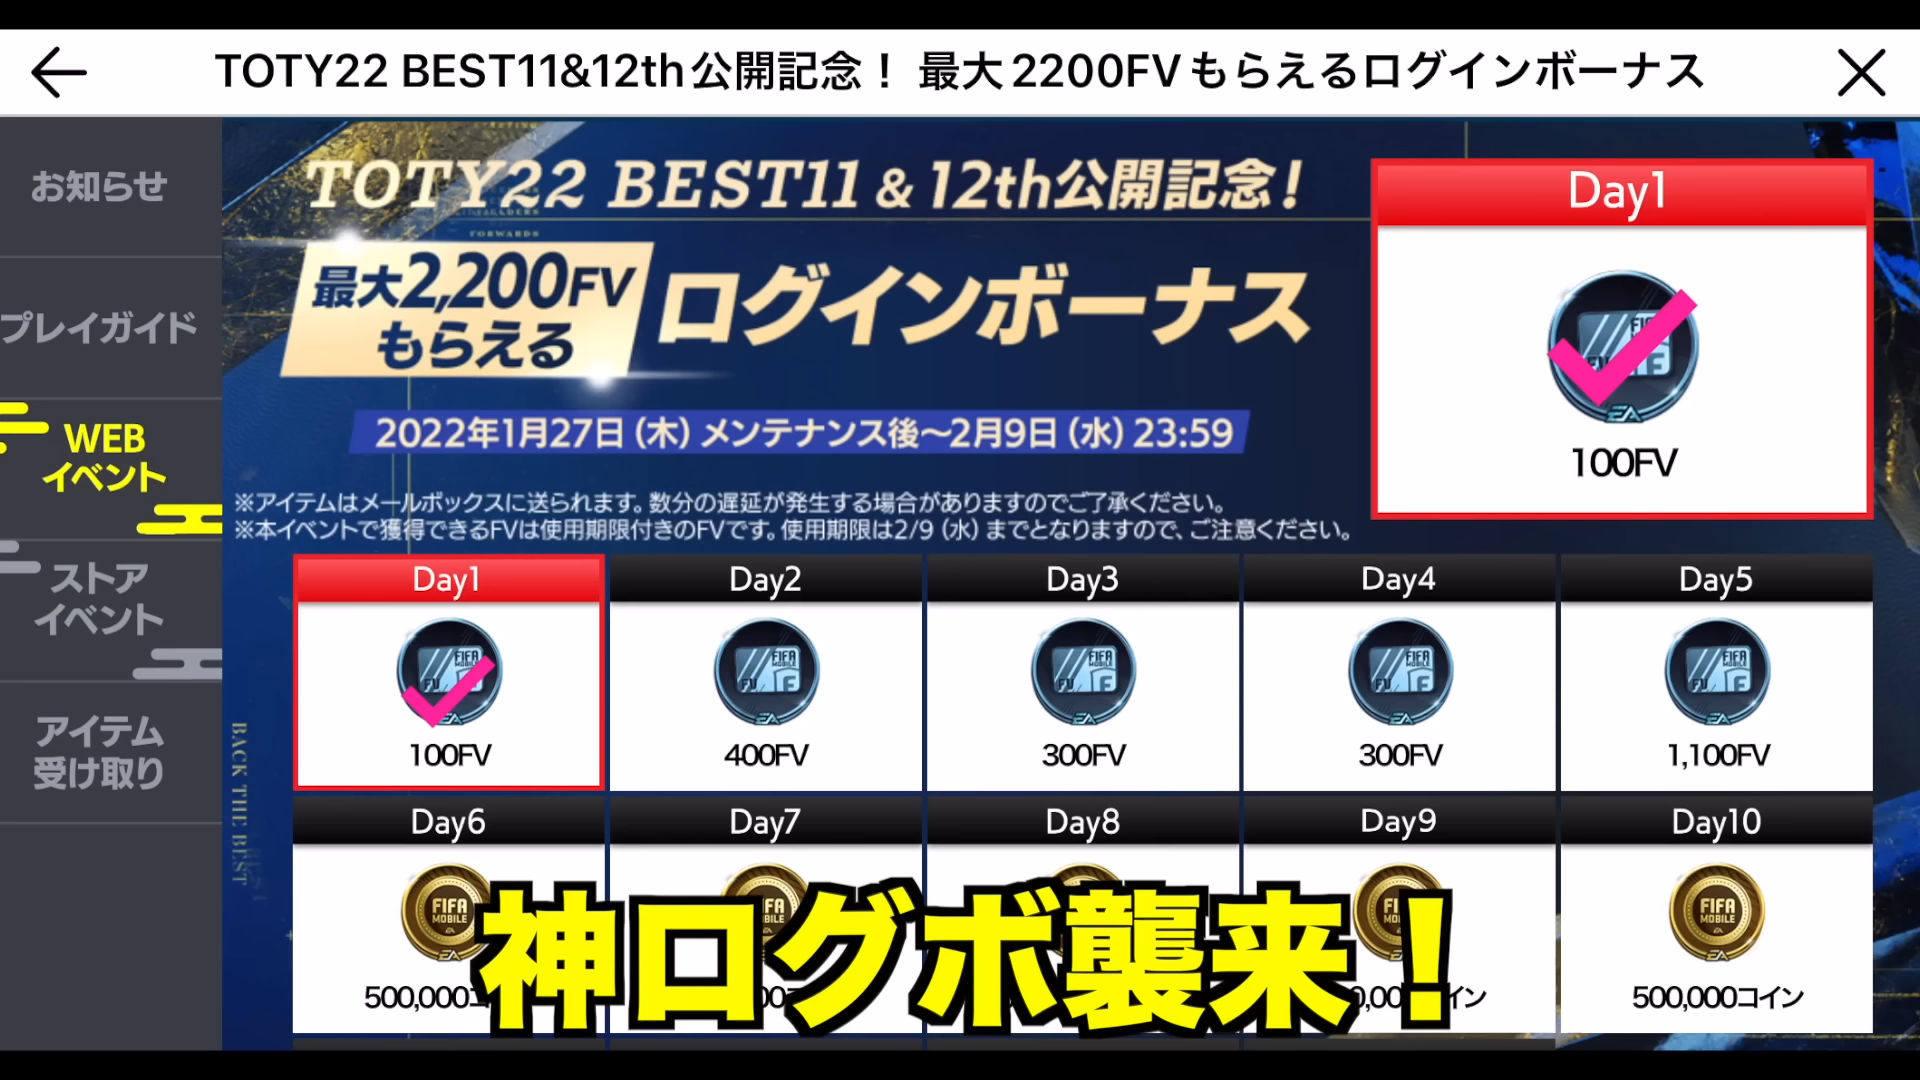 TOTY22 BEST11&12th公開記念！ 最大2200FVもらえるログインボーナス
お知らせ
プレイガイド
WEB
イベント
ストア
イベント
アイテム
受け取り
TOTY22 BEST11 & 12th公開記念！
最大2,200FV
もらえる
ログインボーナス
2022年1月27日（木）メンテナンス後～2月9日（水）23:59
※アイテムはメールボックスに送られます。数分の遅延が発生する場合がありますのでご了承ください。
※本イベントで獲得できるFVは使用期限付きのFVです。使用期限は2/9（水）までとなりますので、ご注意ください。
Day1
100FV
FORWARDS
BACK THE BEST
Day1
Day2
Day3
Day4
Day5
100FV
400FV
300FV
300FV
1,100FV
Day6
Day7
Day8
Day9
Day10
FIFA
MOBILE
500,000コイン
神ログボ襲来！